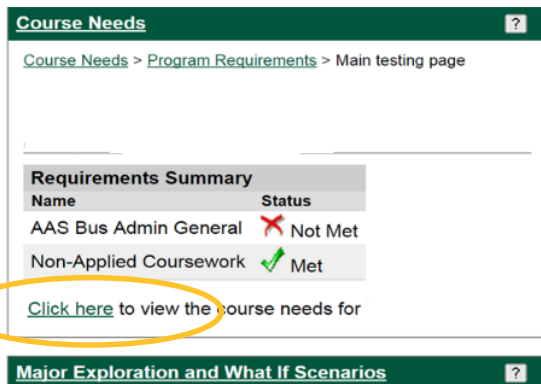 Course Needs ?
Course Needs > Program Requirements > Main testing page
Requirements Summary
Name Status
AAS Bus Admin General Not Met
Non-Applied Coursework Met
Click here to view the course needs for
Major Exploration and What If Scenarios ?